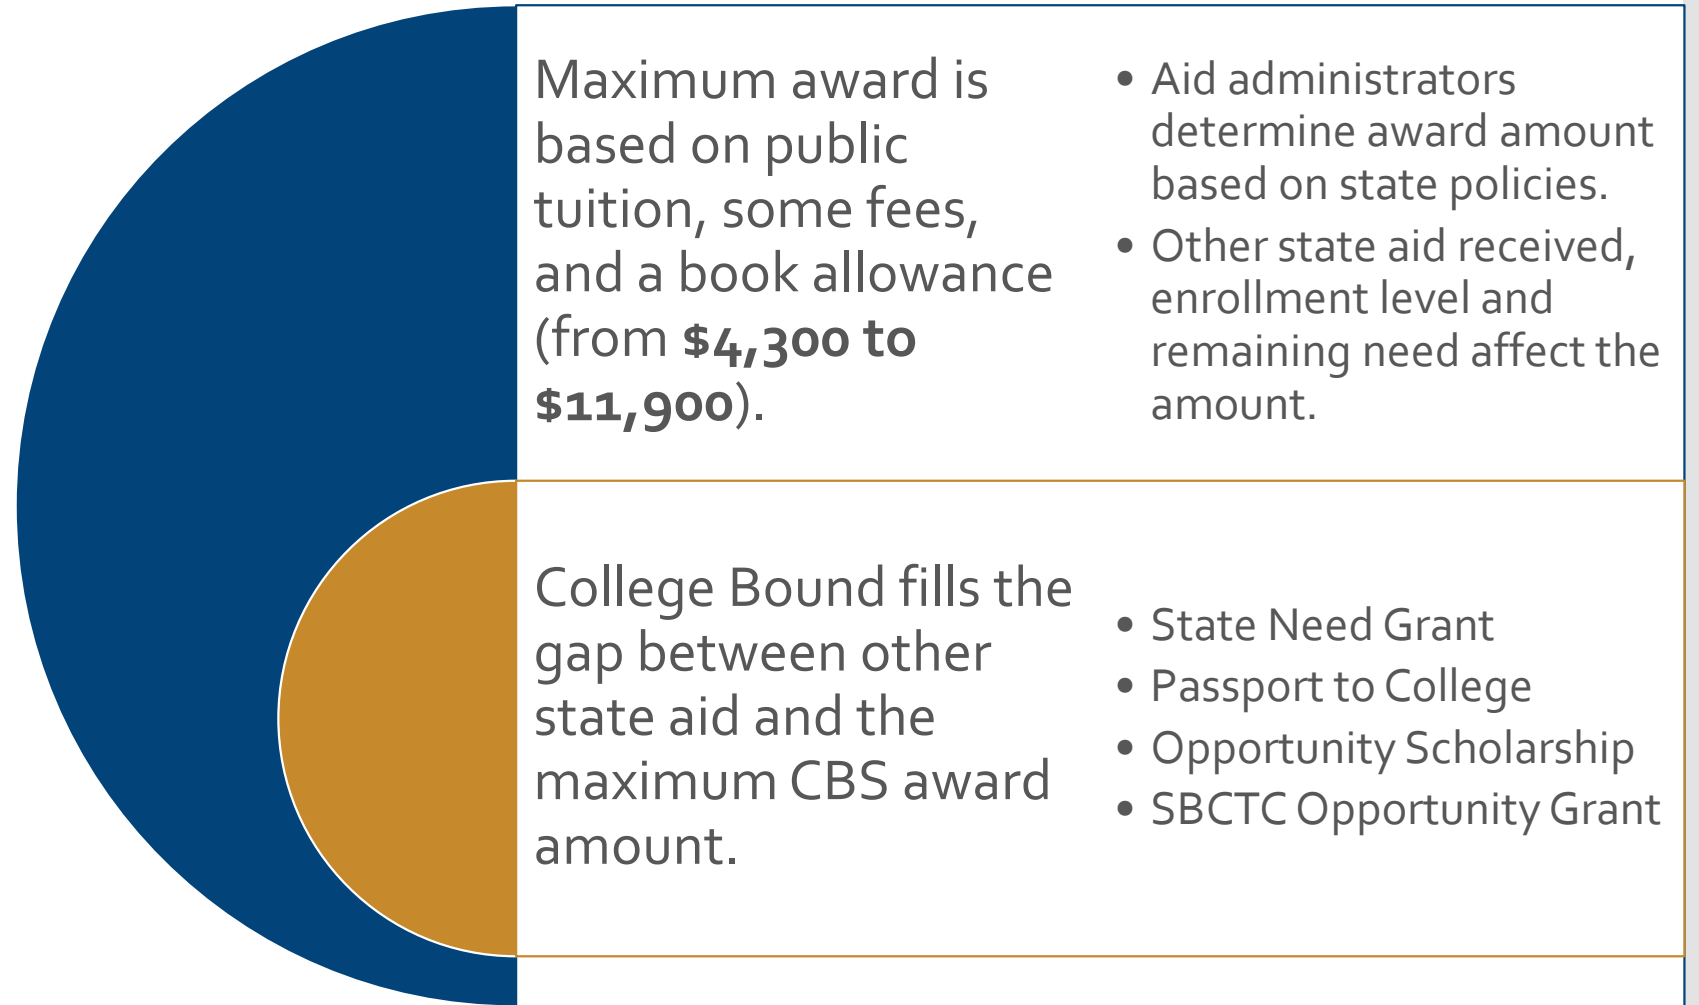 Maximum award is
based on public
tuition, some fees,
and a book allowance
(from $4,300 to
$11,900).
• Aid administrators
determine award amount
based on state policies.
• Other state aid received,
enrollment level and
remaining need affect the
amount.
College Bound fills the
gap between other
state aid and the
maximum CBS award
amount.
• State Need Grant
• Passport to College
• Opportunity Scholarship
• SBCTC Opportunity Grant